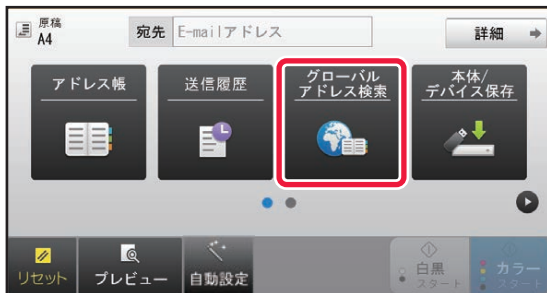 原稿
A4
宛先 E-mailアドレス
詳細
アドレス帳
送信履歴
グローバル
アドレス検索
本体/
デバイス保存
リセット
プレビュー
自動設定
白黒
スタート
カラー
スタート